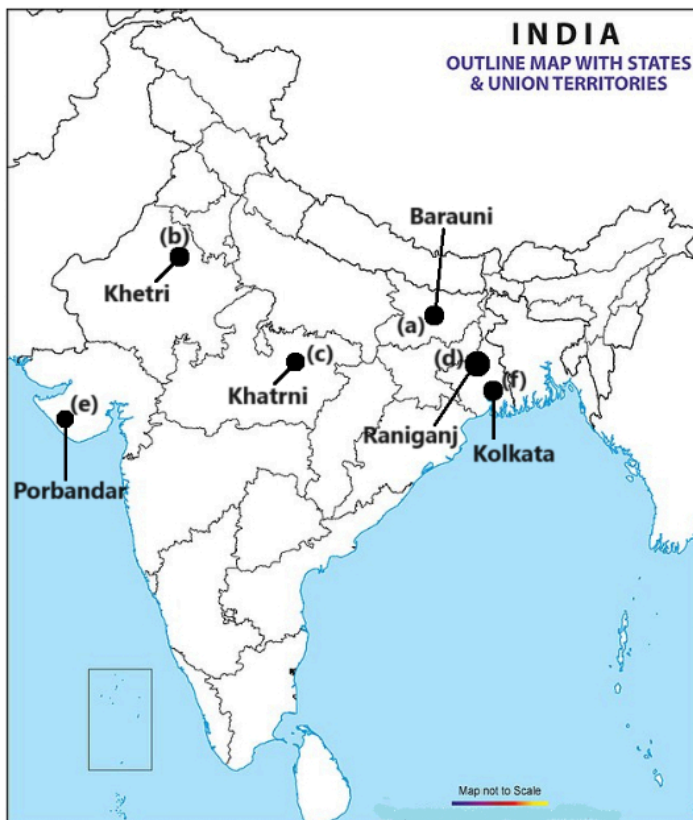 INDIA
OUTLINE MAP WITH STATES
& UNION TERRITORIES
Barauni
(b)
Khetri
(a)
(c)
(d)
Khatrni
(f)
(e)
Raniganj
Kolkata
Porbandar
Map not to Scale